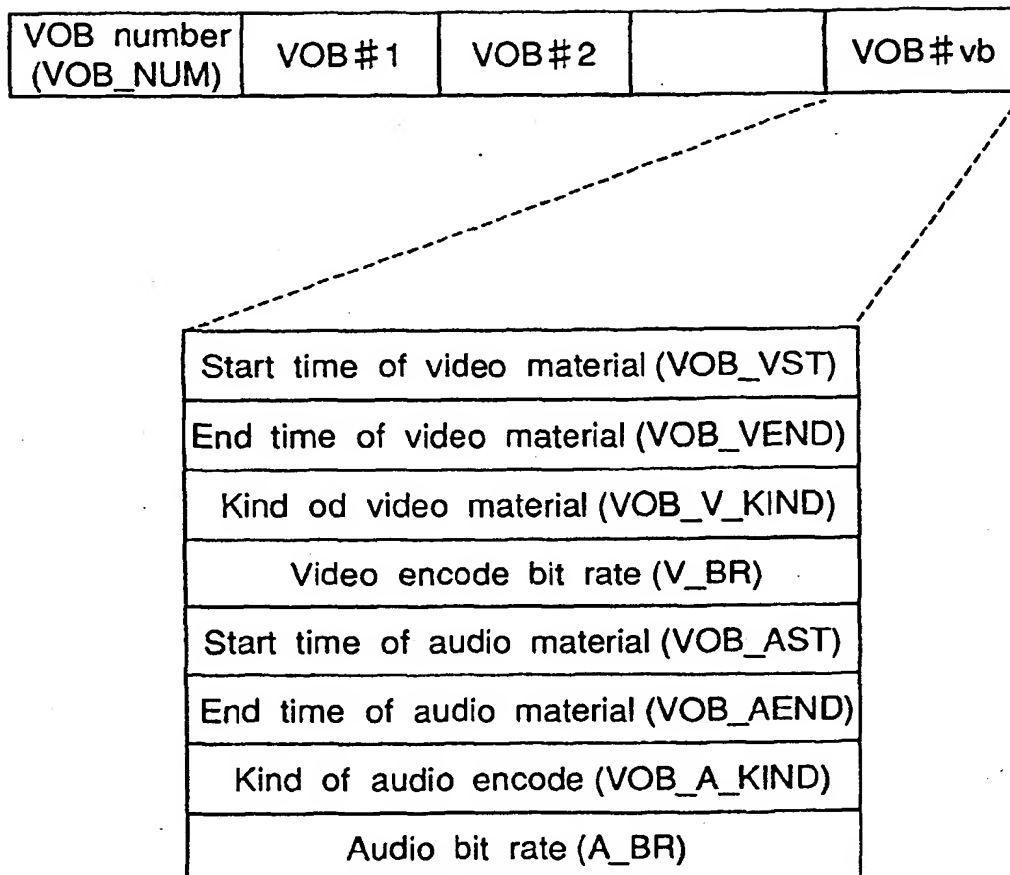 VOB number
(VOB_NUM)
VOB#1
VOB#2
VOB#vb
Start time of video material (VOB_VST)
End time of video material (VOB_VEND)
Kind od video material (VOB_V_KIND)
Video encode bit rate (V_BR)
Start time of audio material (VOB_AST)
End time of audio material (VOB_AEND)
Kind of audio encode (VOB_A_KIND)
Audio bit rate (A_BR)